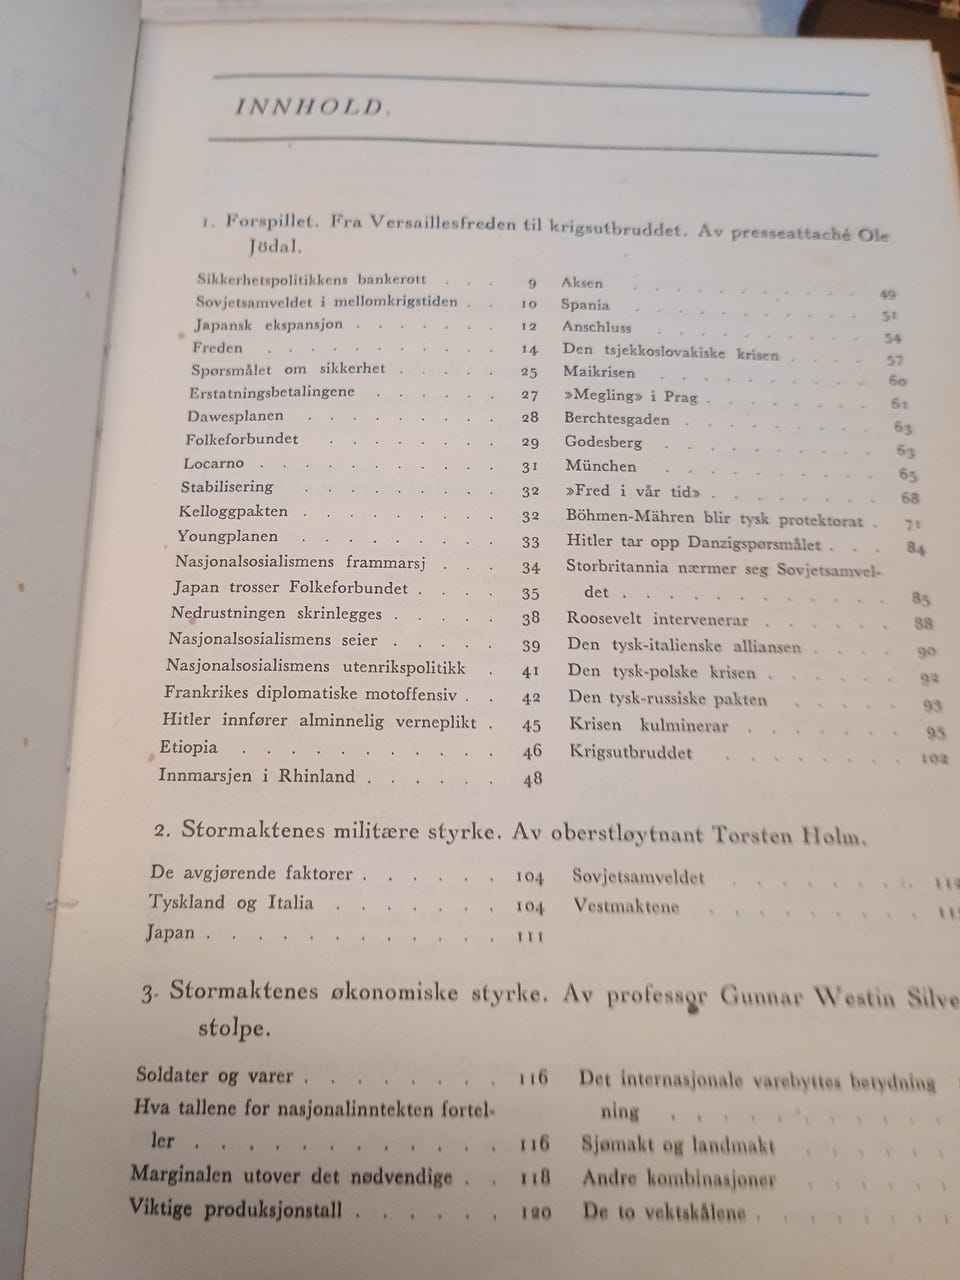 INNHOLD.
1. Forspillet. Fra Versaillesfreden til krigsutbruddet. Av presseattaché Ole
Jödal.
Sikkerhetspolitikkens bankerott . . . 9
Sovjetsamveldet i mellomkrigstiden . . 10
Japansk ekspansjon . . . . . . 12
Freden . . . . . . . . . . 14
Spørsmålet om sikkerhet . . . . . 25
Erstatningsbetalingene . . . . . . 27
Dawesplanen . . . . . . . . 28
Folkeforbundet . . . . . . . 29
Locarno . . . . . . . . . . 31
Stabilisering . . . . . . . . 32
Kelloggpakten . . . . . . . . 32
Youngplanen . . . . . . . . 33
Nasjonalsosialismens frammarsj . . . 34
Japan trosser Folkeforbundet . . . . 35
Nedrustningen skrinlegges . . . . . 38
Nasjonalsosialismens seier . . . . . 39
Nasjonalsosialismens utenrikspolitikk . 41
Frankrikes diplomatiske motoffensiv . . 42
Hitler innfører alminnelig verneplikt . 45
Etiopia . . . . . . . . . . . 46
Innmarsjen i Rhinland . . . . . . 48
Aksen . . . . . . . . . . 49
Spania . . . . . . . . . . 51
Anschluss . . . . . . . . 54
Den tsjekkoslovakiske krisen . . . . 57
Maikrisen . . . . . . . . . 60
»Megling» i Prag . . . . . . . 61
Berchtesgaden . . . . . . . . 63
Godesberg . . . . . . . . 63
München . . . . . . . . 65
»Fred i vår tid» . . . . . . . 68
Böhmen-Mähren blir tysk protektorat . 71
Hitler tar opp Danzigspørsmålet . . . 84
Storbritannia nærmer seg Sovjetsamvel-
det . . . . . . . . . . . 85
Roosevelt intervenerar . . . . . . 88
Den tysk-italienske alliansen . . . . 90
Den tysk-polske krisen . . . . . . 92
Den tysk-russiske pakten . . . . . 93
Krisen kulminerar . . . . . . . 95
Krigsutbruddet . . . . . . . 102
2. Stormaktenes militære styrke. Av oberstløytnant Torsten Holm.
De avgjørende faktorer . . . . . . 104
Tyskland og Italia . . . . . . . 104
Japan . . . . . . . . . . . 111
Sovjetsamveldet . . . . . . .
Vestmaktene . . . . . . . .
3. Stormaktenes økonomiske styrke. Av professor Gunnar Westin Silve
stolpe.
Soldater og varer . . . . . . . . 116
Hva tallene for nasjonalinntekten fortel-
ler . . . . . . . . . . . . 116
Marginalen utover det nødvendige . . 118
Viktige produksjonstall . . . . . . 120
Det internasjonale varebyttes betydning
ning . . . . . . . . .
Sjømakt og landmakt . . . . .
Andre kombinasjoner . . . . .
De to vektskålene . . . . . . .